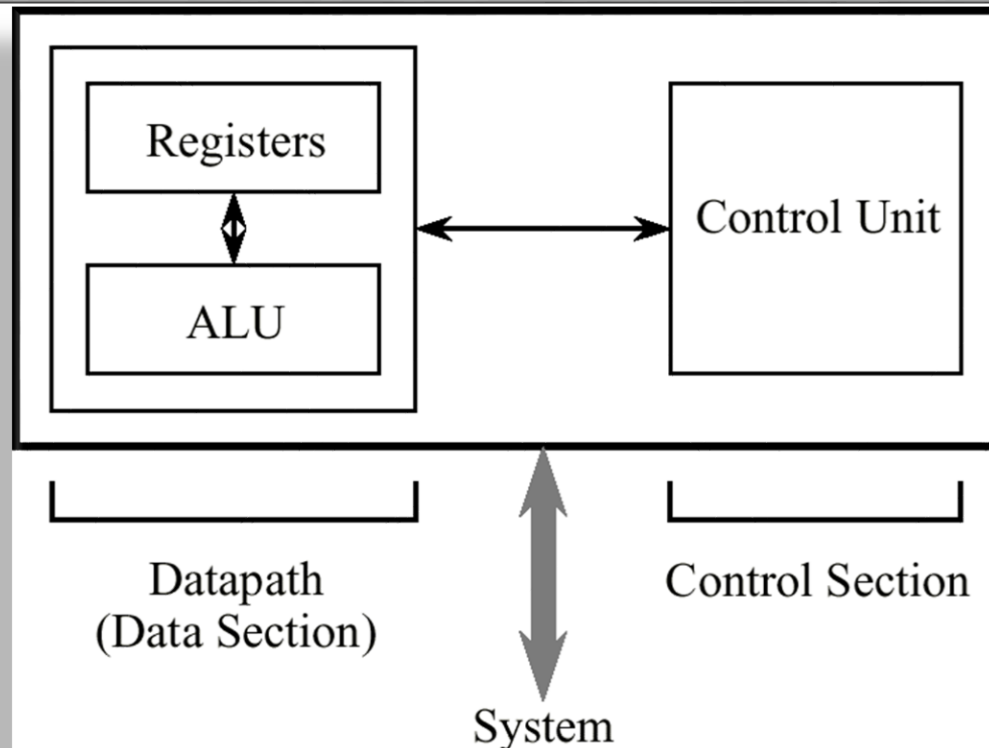 Registers
ALU
Control Unit
Datapath
(Data Section)
Control Section
System